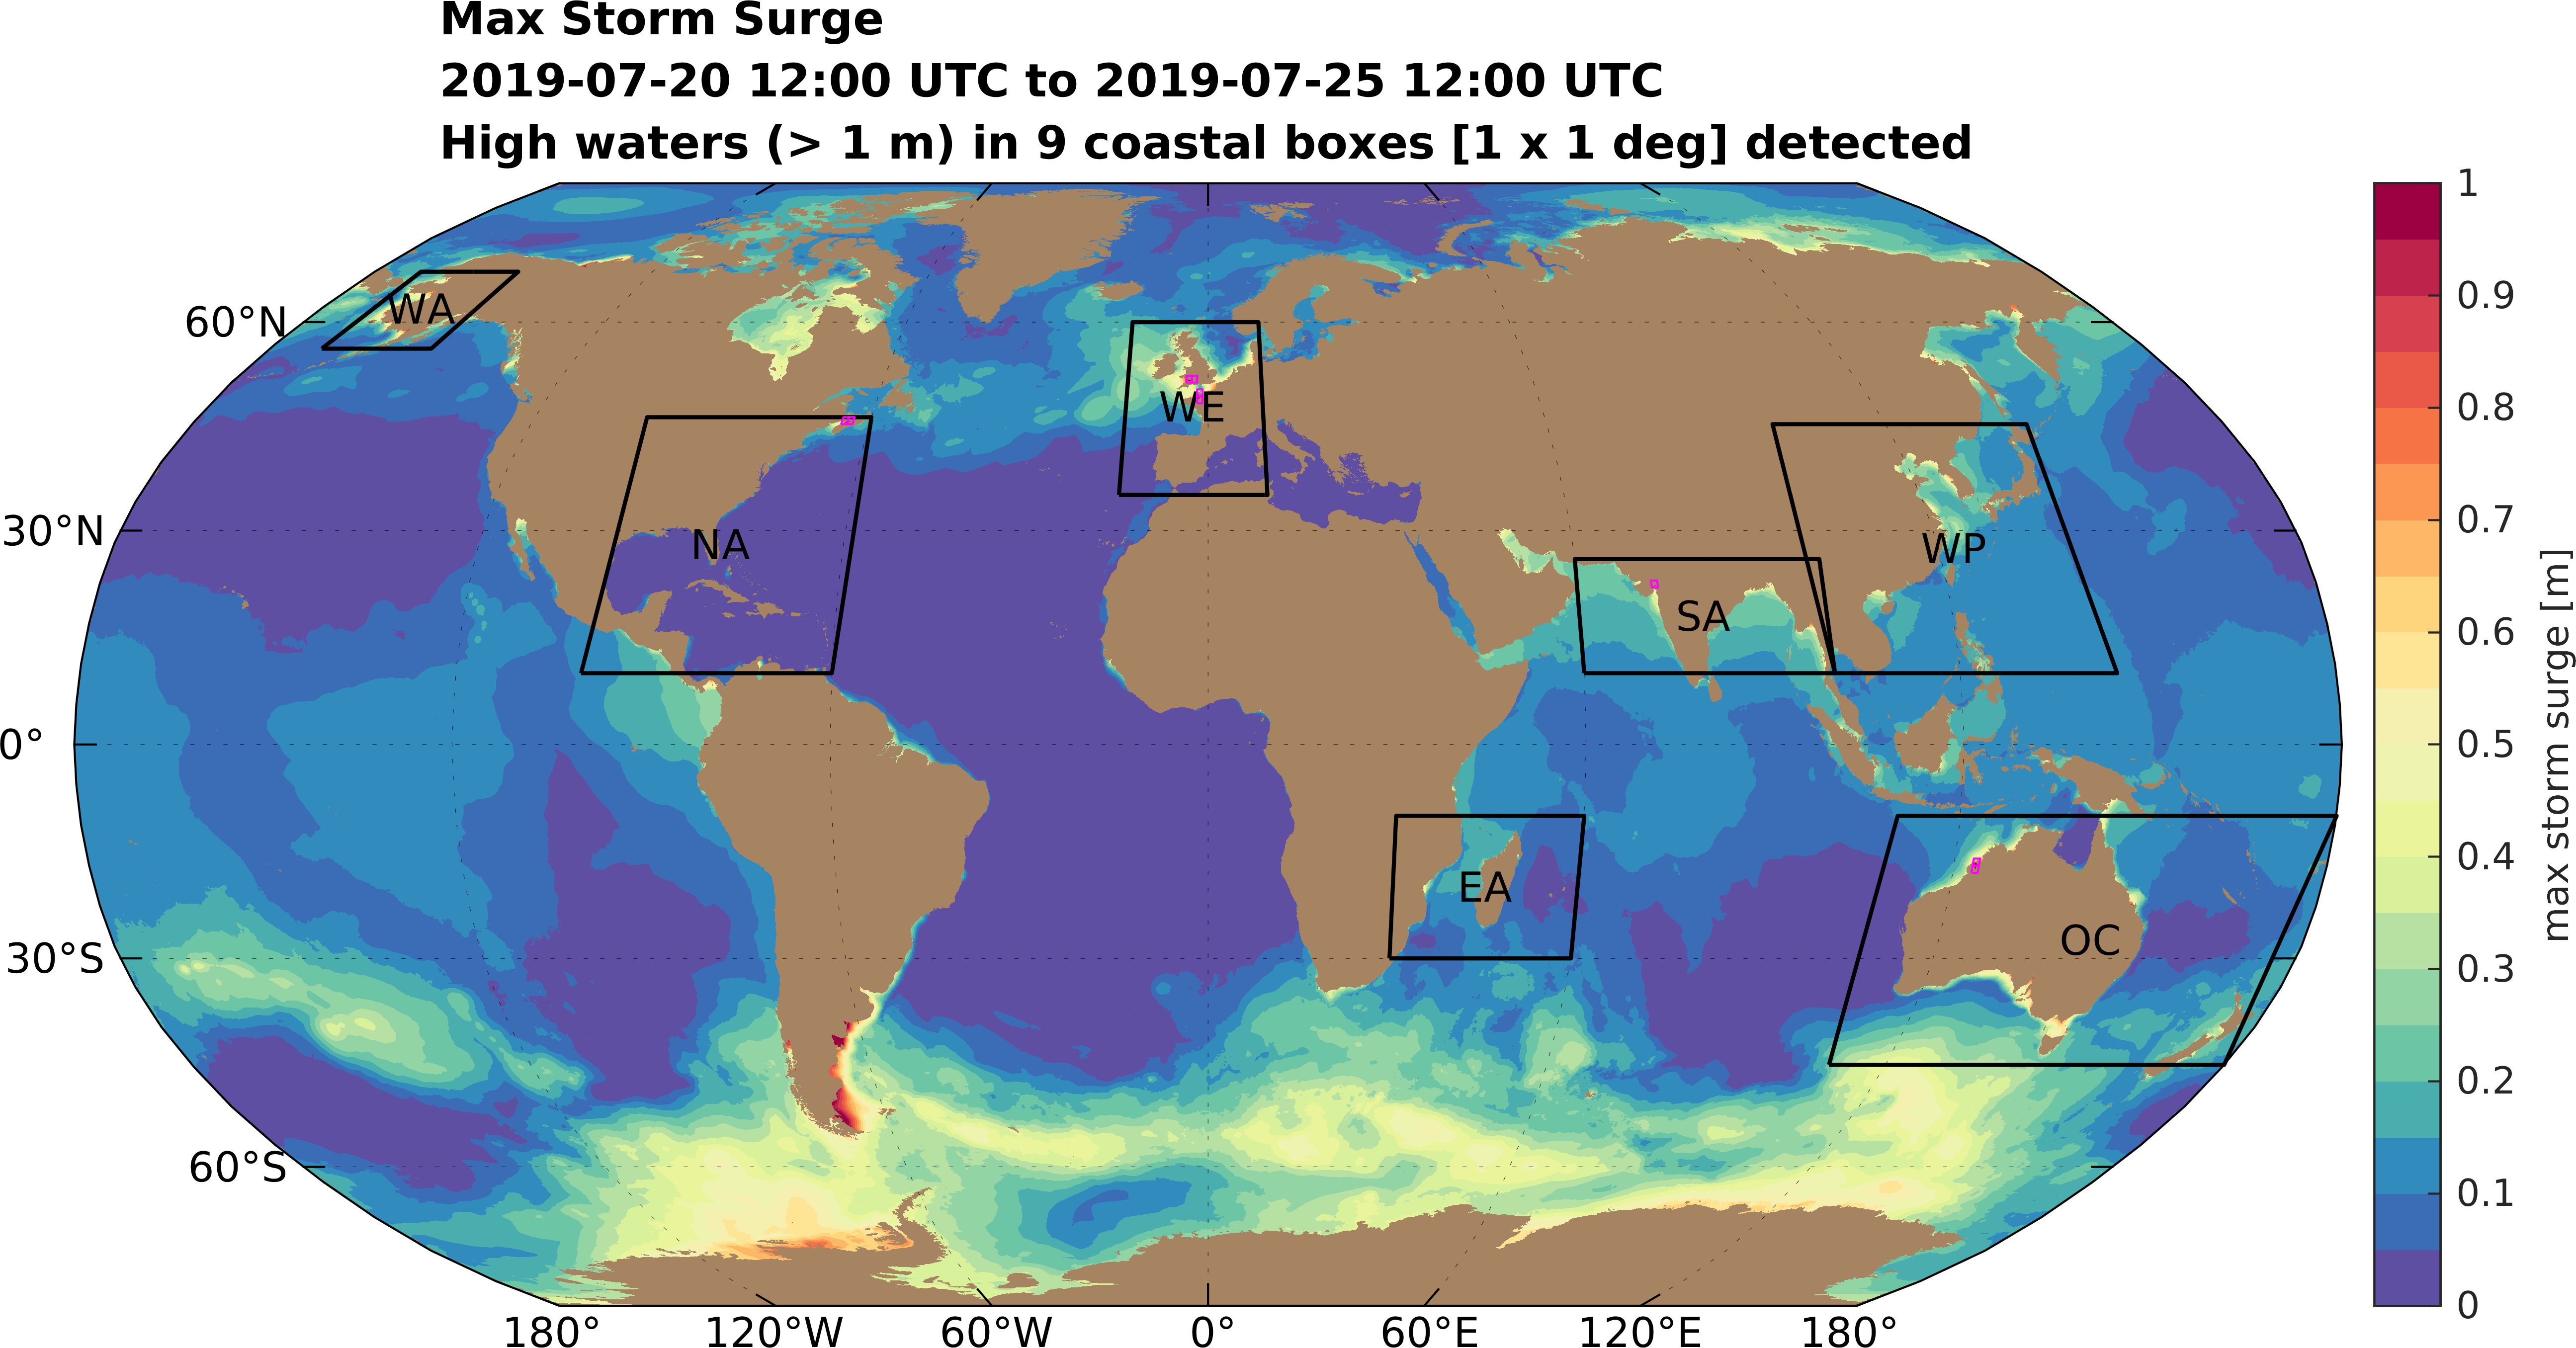 Max Storm Surge
2019-07-20 12:00 UTC to 2019-07-25 12:00 UTC
High waters (> 1 m) in 9 coastal boxes [1 x 1 deg] detected
60°N
30°N
0°
30°S
60°S
180°
120°W
60°W
0°
60°E
120°E
180°
WA
NA
WE
SA
WP
EA
OC
1
0.9
0.8
0.7
0.6
0.5
0.4
0.3
0.2
0.1
0
max storm surge [m]